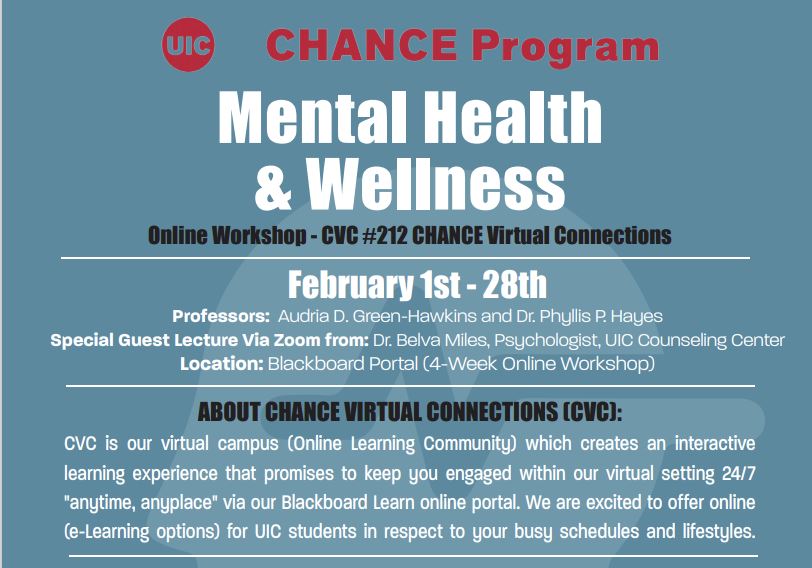 UIC CHANCE Program
Mental Health
& Wellness
Online Workshop - CVC #212 CHANCE Virtual Connections
February 1st - 28th
Professors: Audria D. Green-Hawkins and Dr. Phyllis P. Hayes
Special Guest Lecture Via Zoom from: Dr. Belva Miles, Psychologist, UIC Counseling Center
Location: Blackboard Portal (4-Week Online Workshop)
ABOUT CHANCE VIRTUAL CONNECTIONS (CVC):
CVC is our virtual campus (Online Learning Community) which creates an interactive
learning experience that promises to keep you engaged within our virtual setting 24/7
"anytime, anyplace" via our Blackboard Learn online portal. We are excited to offer online
(e-Learning options) for UIC students in respect to your busy schedules and lifestyles.